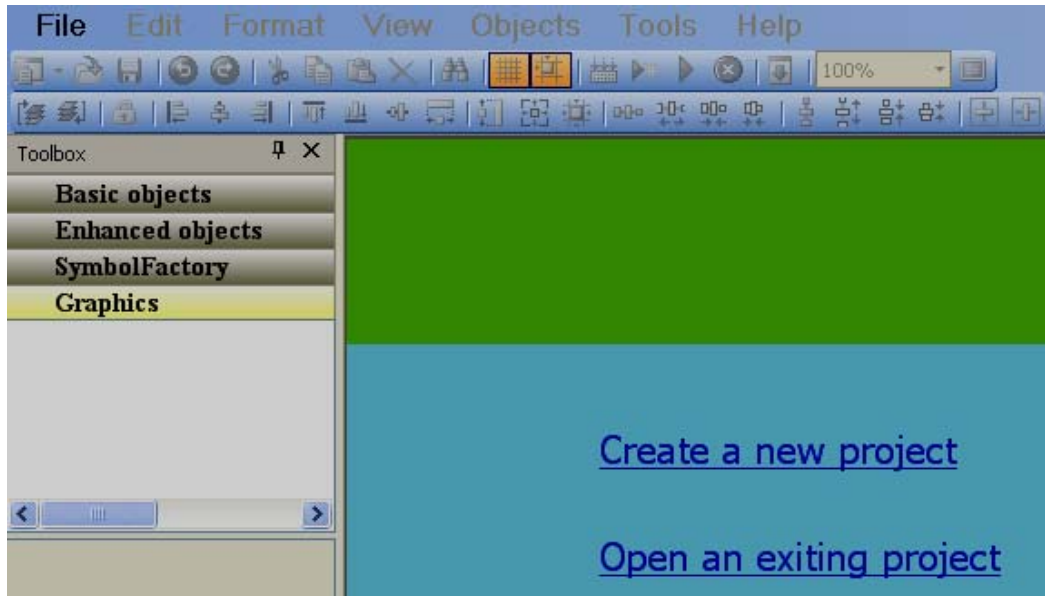 File Edit Format View Objects Tools Help
100%
Toolbox
Basic objects
Enhanced objects
SymbolFactory
Graphics
Create a new project
Open an exiting project